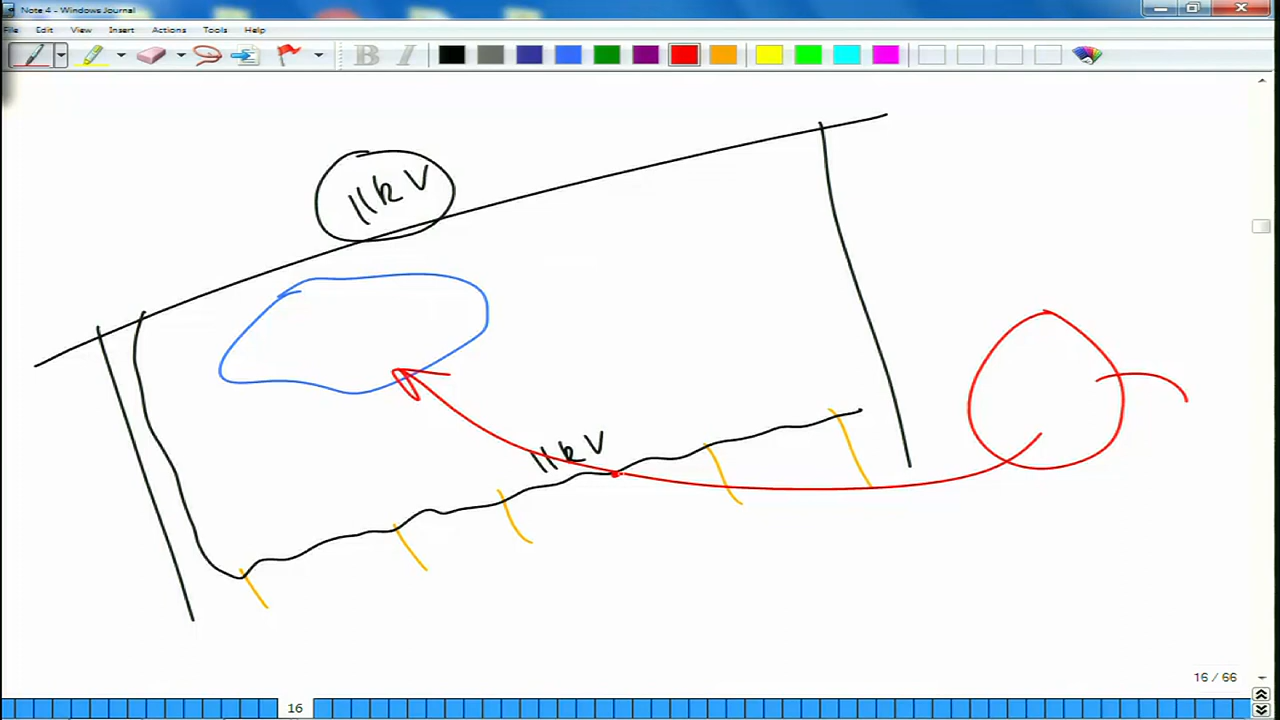 Note 4 - Windows Journal
File Edit View Insert Actions Tools Help
B I
11kV
11kV
16 / 66
16